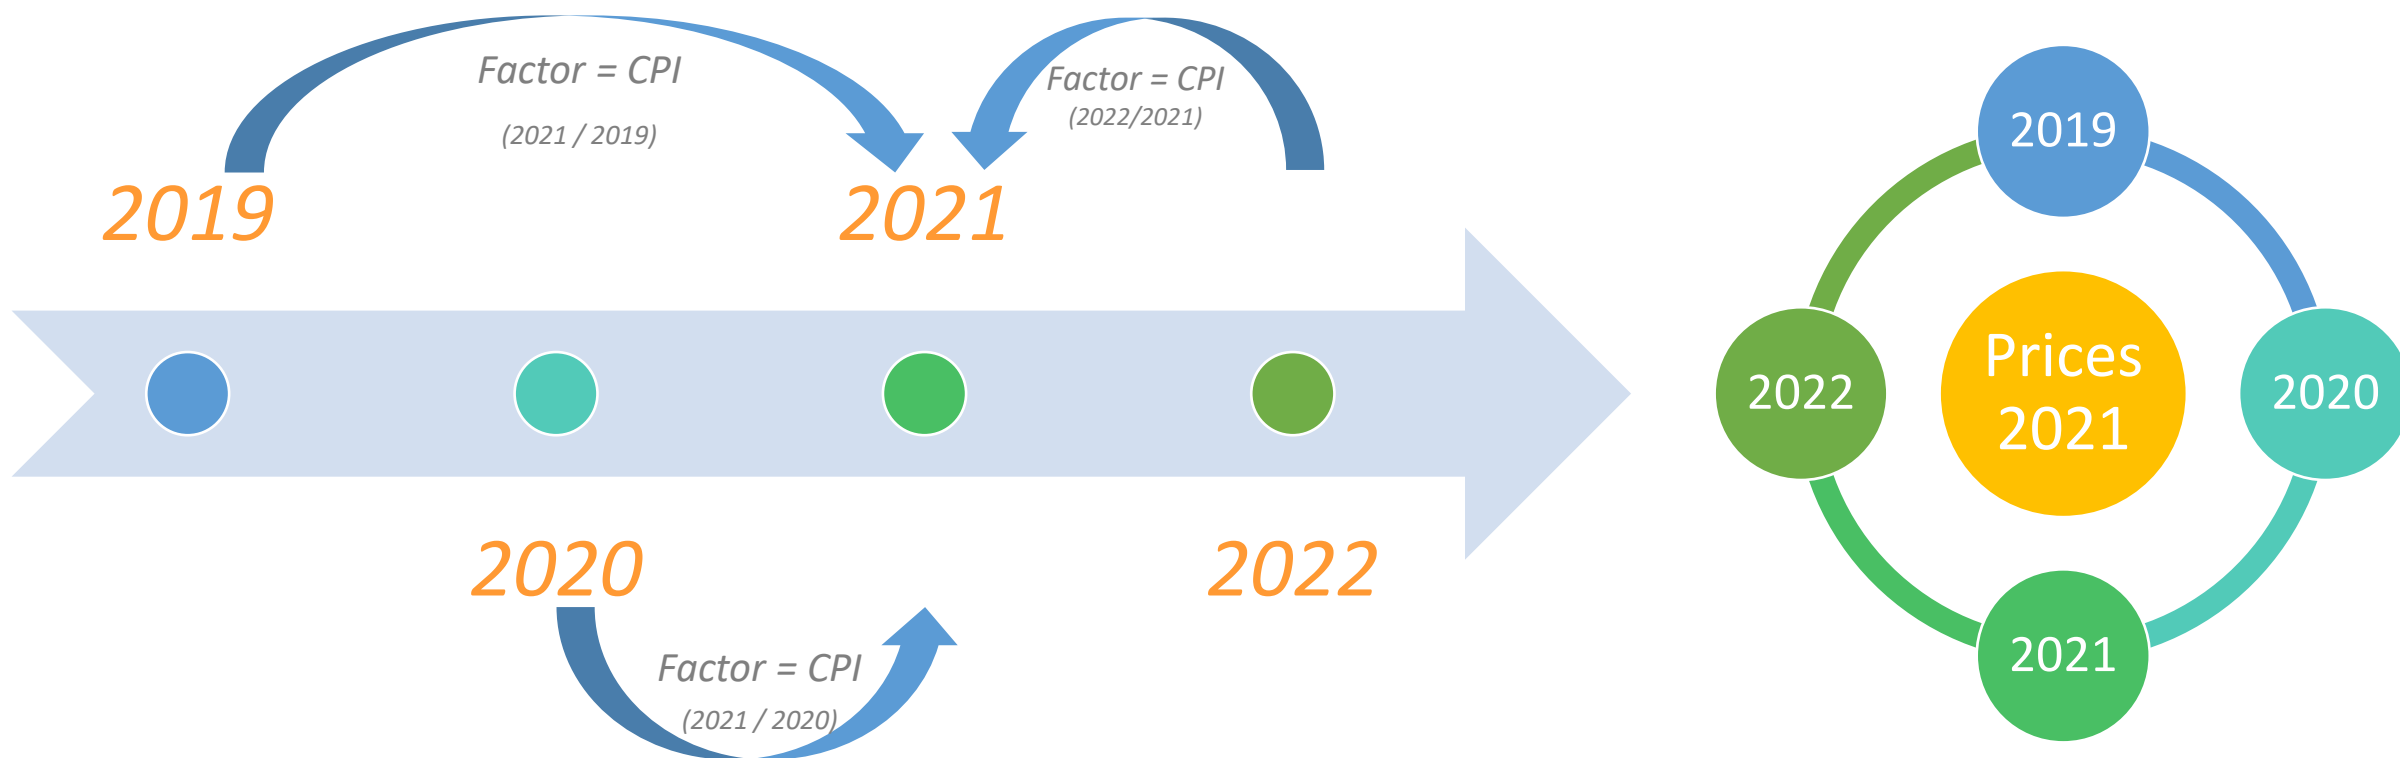 Factor = CPI
(2021 / 2019)
Factor = CPI
(2022/2021)
2019
2021
2020
2022
Factor = CPI
(2021 / 2020)
2019
Prices
2021
2022
2020
2021